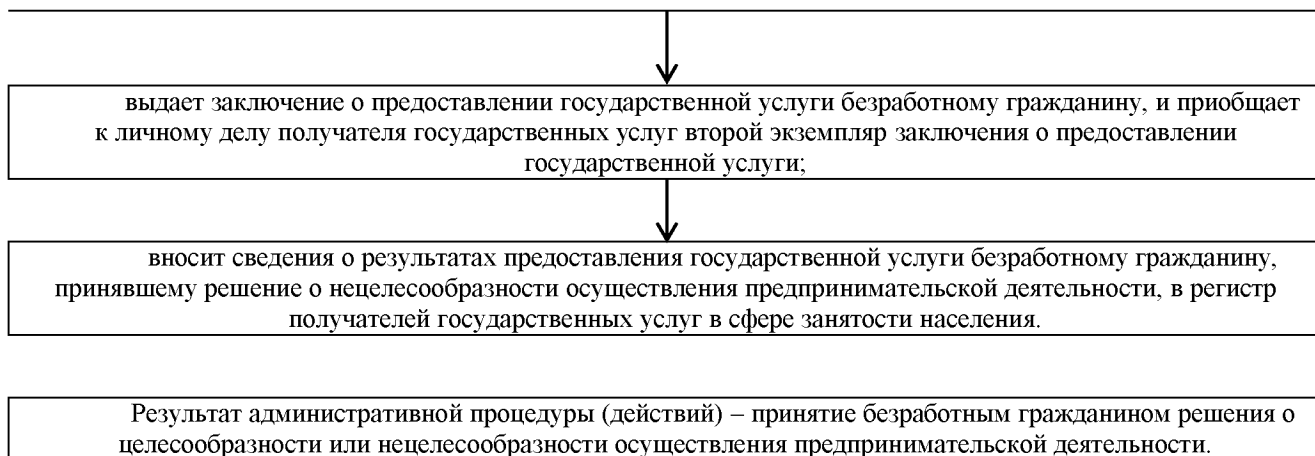 выдает заключение о предоставлении государственной услуги безработному гражданину, и приобщает
к личному делу получателя государственных услуг второй экземпляр заключения о предоставлении
государственной услуги;
вносит сведения о результатах предоставления государственной услуги безработному гражданину,
принявшему решение о нецелесообразности осуществления предпринимательской деятельности, в регистр
получателей государственных услуг в сфере занятости населения.
Результат административной процедуры (действий) – принятие безработным гражданином решения о
целесообразности или нецелесообразности осуществления предпринимательской деятельности.